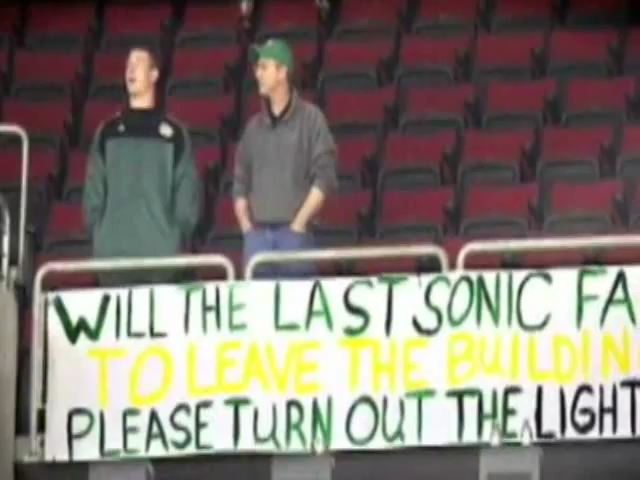 WILL THE LAST SONIC FA
TO LEAVE THE BUILDIN
PLEASE TURN OUT THE LIGHT